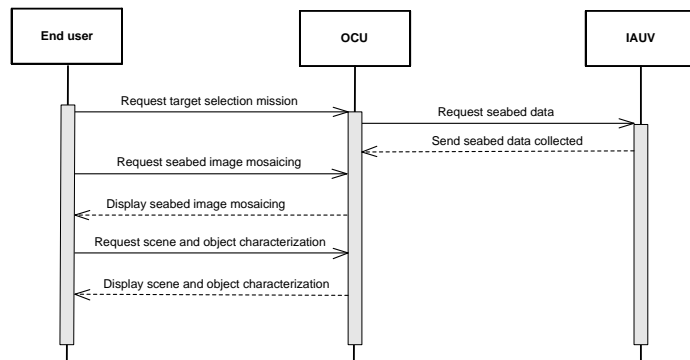 End user
OCU
IAUV
Request target selection mission
Request seabed data
Send seabed data collected
Request seabed image mosaicing
Display seabed image mosaicing
Request scene and object characterization
Display scene and object characterization